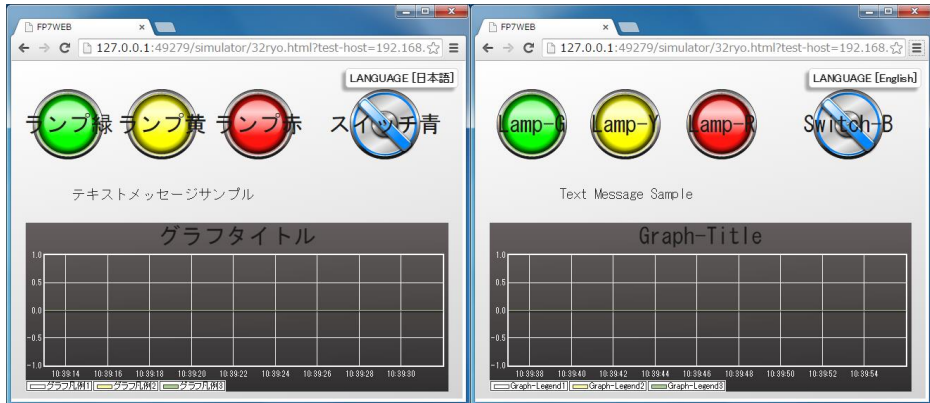 FP7WEB
127.0.0.1:49279/simulator/32ryo.html?test-host=192.168.
LANGUAGE [日本語]
ランプ緑 ランプ黄 ランプ赤 スイッチ青
テキストメッセージサンプル
グラフタイトル
1.0
0.5
0.0
-0.5
-1.0
10:39:14 10:39:16 10:39:18 10:39:20 10:39:22 10:39:24 10:39:26 10:39:28 10:39:30
グラフ凡例1 グラフ凡例2 グラフ凡例3
FP7WEB
127.0.0.1:49279/simulator/32ryo.html?test-host=192.168.
LANGUAGE [English]
Lamp-G Lamp-Y Lamp-R Switch-B
Text Message Sample
Graph-Title
1.0
0.5
0.0
-0.5
-1.0
10:39:38 10:39:40 10:39:42 10:39:44 10:39:46 10:39:48 10:39:50 10:39:52 10:39:54
Graph-Legend1 Graph-Legend2 Graph-Legend3